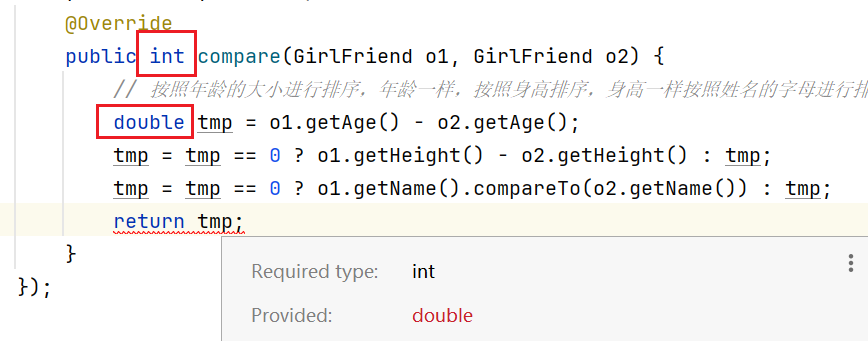 @Override
public int compare(GirlFriend o1, GirlFriend o2) {
// 按照年龄的大小进行排序，年龄一样，按照身高排序，身高一样按照姓名的字母进行排
double tmp = o1.getAge() - o2.getAge();
tmp = tmp == 0 ? o1.getHeight() - o2.getHeight() : tmp;
tmp = tmp == 0 ? o1.getName().compareTo(o2.getName()) : tmp;
return tmp;
}
});
Required type: int
Provided: double